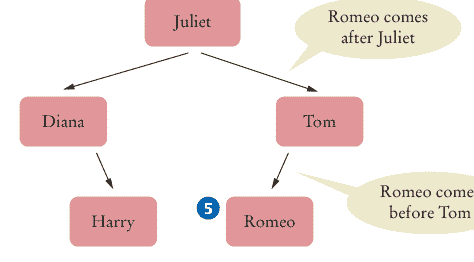 Juliet
Romeo comes
after Juliet
Diana
Tom
Harry
5
Romeo
Romeo come
before Tom